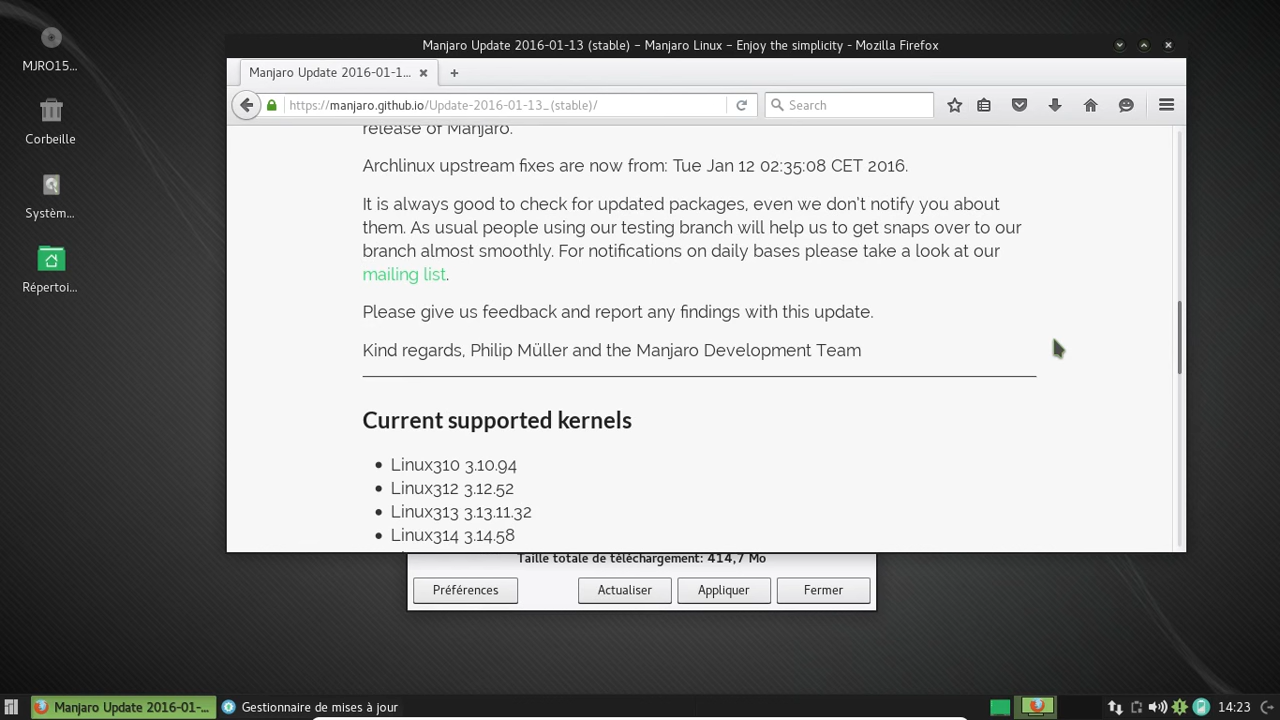 Manjaro Update 2016-01-13 (stable) – Manjaro Linux – Enjoy the simplicity - Mozilla Firefox
MJRO15...
Manjaro Update 2016-01-1...
https://manjaro.github.io/Update-2016-01-13_(stable)/
Search
release of Manjaro.
Corbeille
Archlinux upstream fixes are now from: Tue Jan 12 02:35:08 CET 2016.
It is always good to check for updated packages, even we don't notify you about
them. As usual people using our testing branch will help us to get snaps over to our
Systèm...
branch almost smoothly. For notifications on daily bases please take a look at our
mailing list.
Répertoi...
Please give us feedback and report any findings with this update.
Kind regards, Philip Müller and the Manjaro Development Team
Current supported kernels
• Linux310 3.10.94
• Linux312 3.12.52
• Linux313 3.13.11.32
• Linux314 3.14.58
Taille totale de téléchargement: 414,7 Mo
Préférences
Actualiser
Appliquer
Fermer
Manjaro Update 2016-01-...
Gestionnaire de mises à jour
14:23